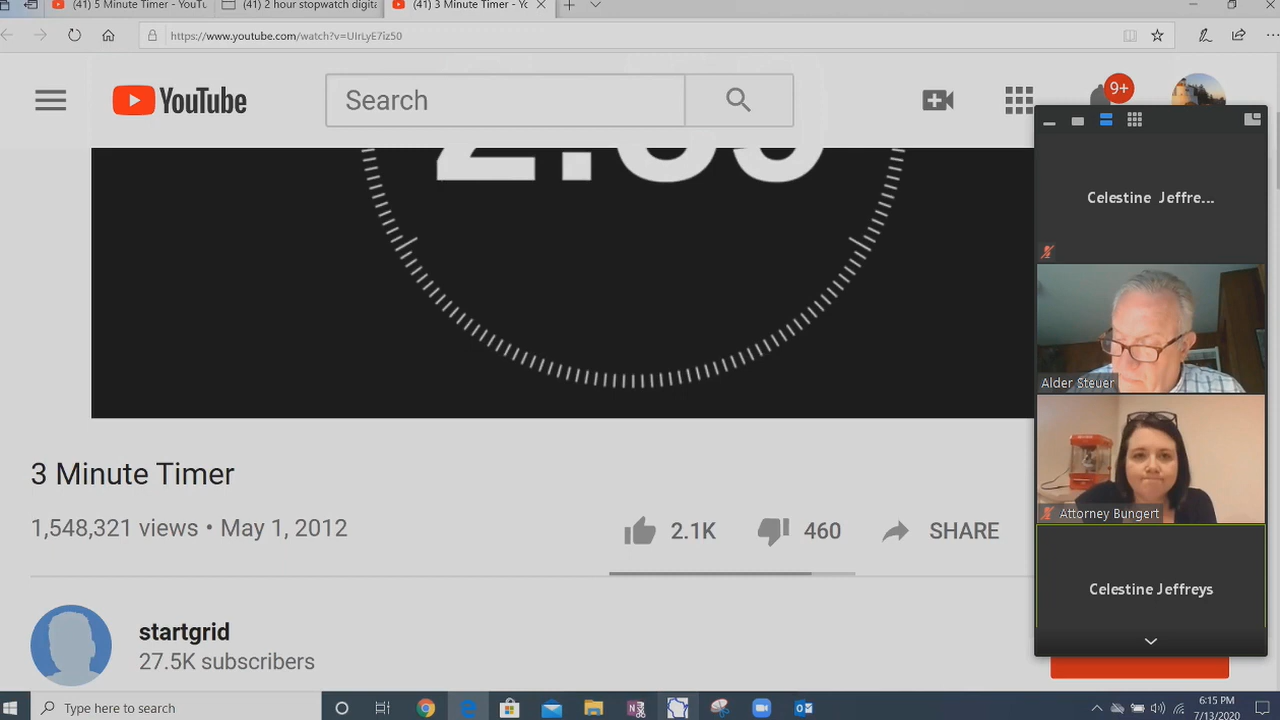 (41) 5 Minute Timer - YouTu
(41) 2 hour stopwatch digita
(41) 3 Minute Timer - Yo
https://www.youtube.com/watch?v=UIrLyE7iz50
YouTube
Search
9+
Celestine Jeffre...
Alder Steuer
Attorney Bungert
Celestine Jeffreys
3 Minute Timer
1,548,321 views • May 1, 2012
2.1K
460
SHARE
startgrid
27.5K subscribers
Type here to search
6:15 PM
7/13/2020